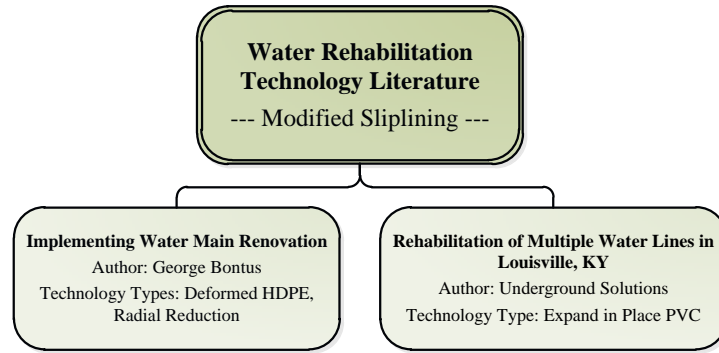 Water Rehabilitation
Technology Literature
--- Modified Sliplining ---
Implementing Water Main Renovation
Author: George Bontus
Technology Types: Deformed HDPE,
Radial Reduction
Rehabilitation of Multiple Water Lines in
Louisville, KY
Author: Underground Solutions
Technology Type: Expand in Place PVC